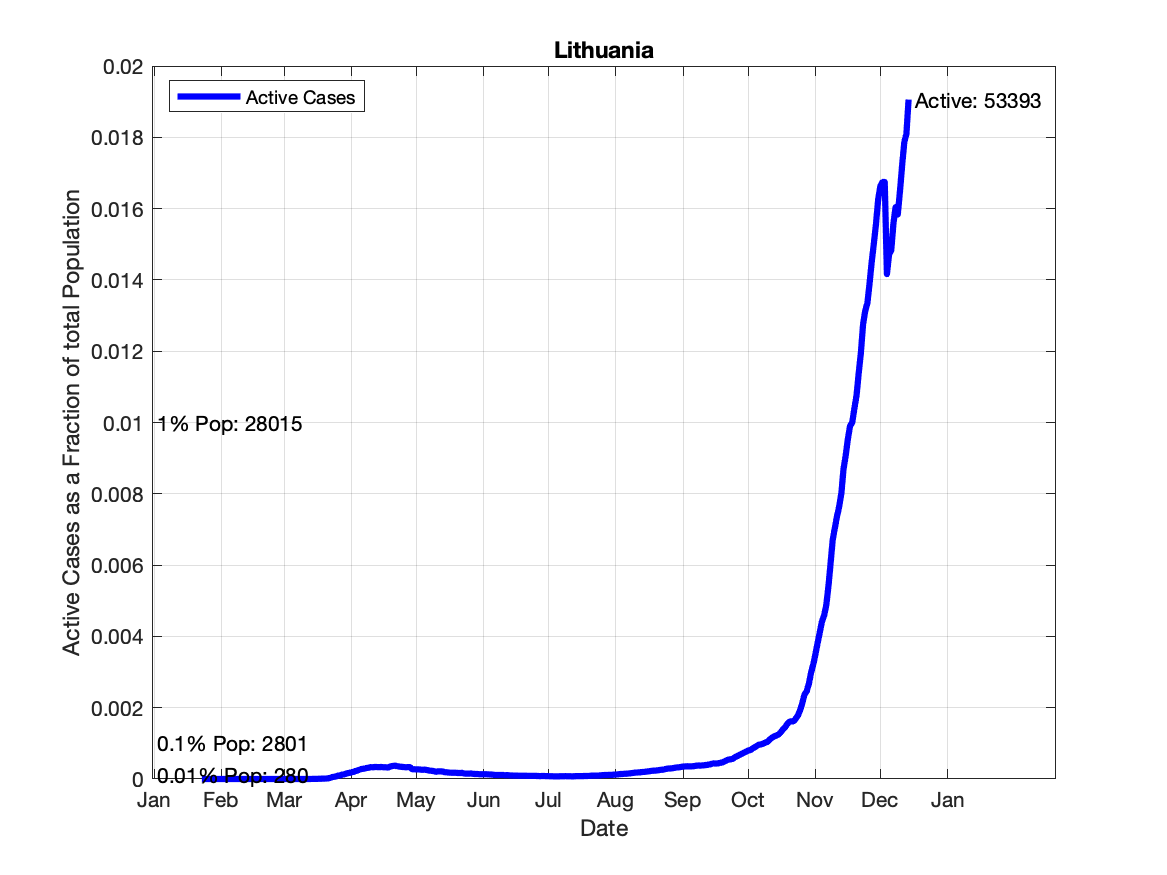 Lithuania
Active Cases
Active: 53393
Active Cases as a Fraction of total Population
0.02
0.018
0.016
0.014
0.012
0.01
0.008
0.006
0.004
0.002
0
1% Pop: 28015
0.1% Pop: 2801
0.01% Pop: 280
Jan Feb Mar Apr May Jun Jul Aug Sep Oct Nov Dec Jan
Date